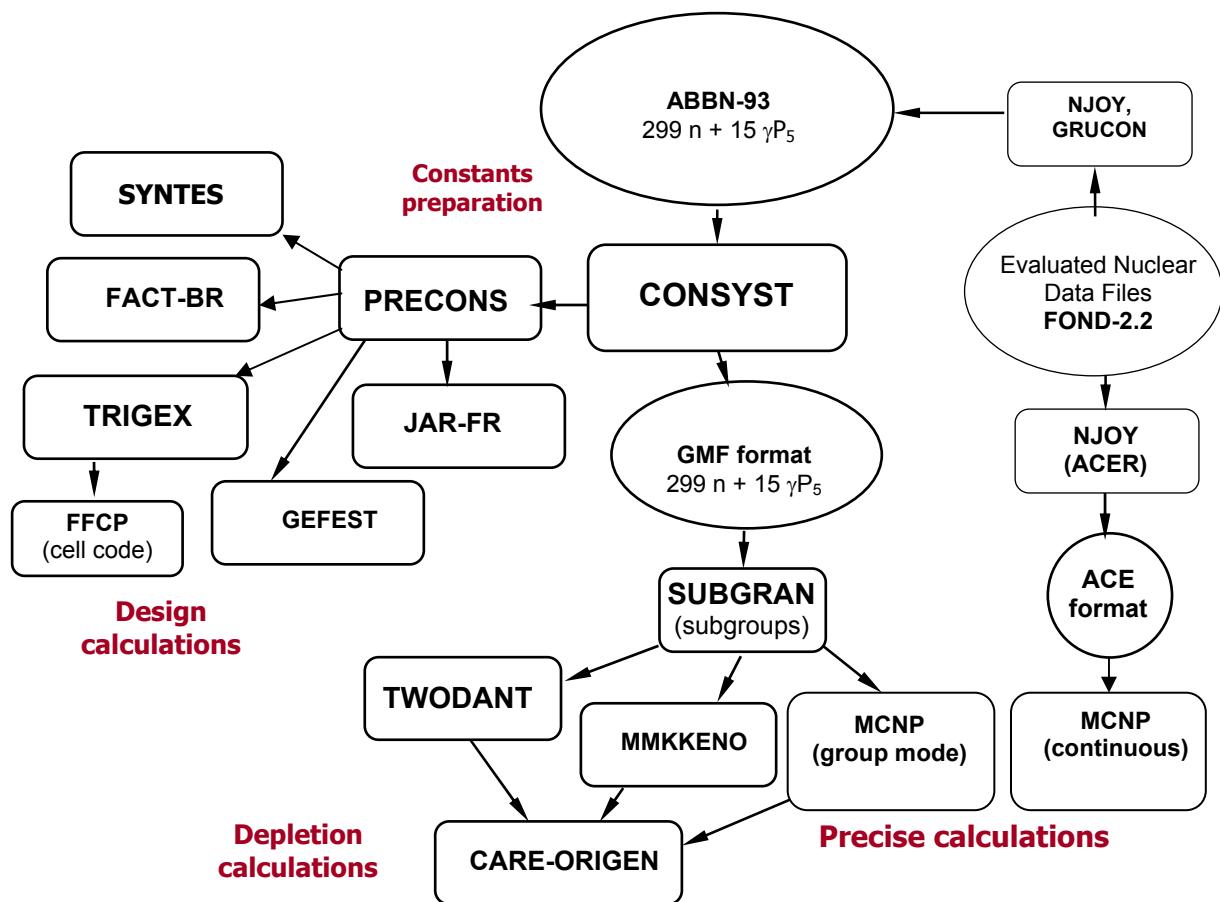 ABBN-93
299 n + 15 γP₅
NJOY,
GRUCON
Constants
preparation
SYNTES
FACT-BR
PRECONS
CONSYST
Evaluated Nuclear
Data Files
FOND-2.2
TRIGEX
JAR-FR
GMF format
299 n + 15 γP₅
NJOY
(ACER)
FFCP
(cell code)
GEFEST
ACE
format
SUBGRAN
(subgroups)
Design
calculations
TWODANT
MMKKENO
MCNP
(group mode)
MCNP
(continuous)
Depletion
calculations
CARE-ORIGEN
Precise calculations